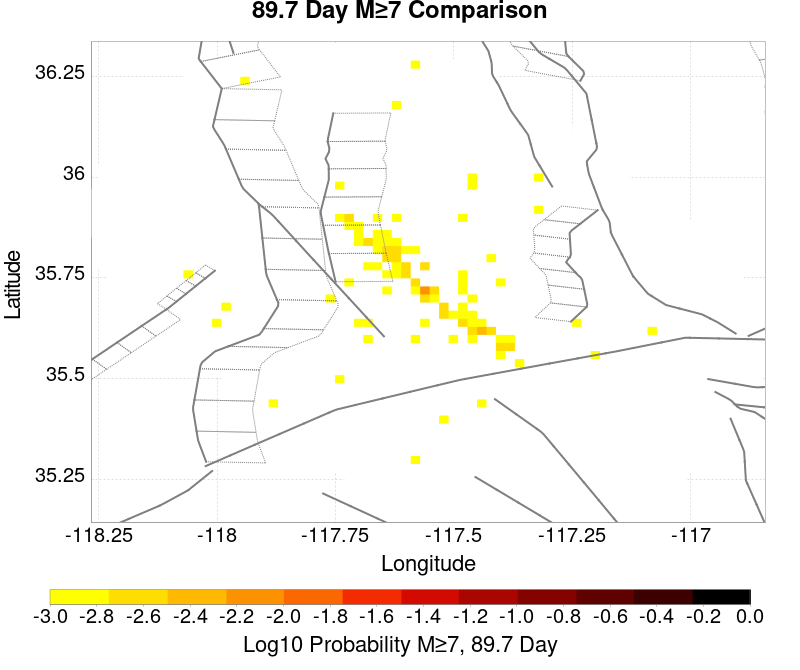 89.7 Day M≥7 Comparison
36.25
36
35.75
35.5
35.25
Latitude
-118.25 -118 -117.75 -117.5 -117.25 -117
Longitude
-3.0 -2.8 -2.6 -2.4 -2.2 -2.0 -1.8 -1.6 -1.4 -1.2 -1.0 -0.8 -0.6 -0.4 -0.2 0.0
Log10 Probability M≥7, 89.7 Day